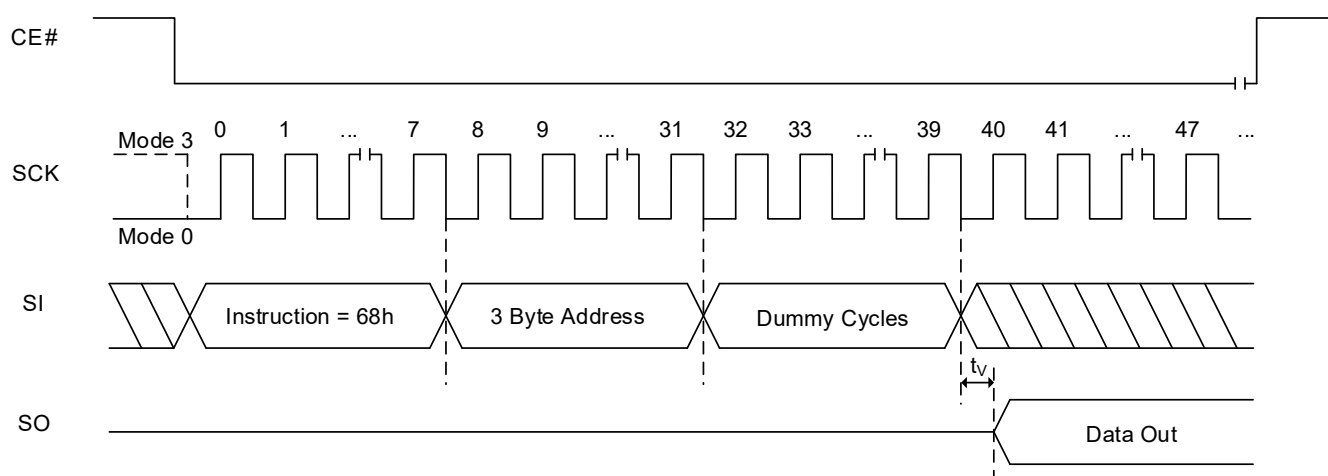 CE#
Mode 3 0 1 ... 7 8 9 ... 31 32 33 ... 39 40 41 ... 47 ...
SCK
Mode 0
SI Instruction = 68h 3 Byte Address Dummy Cycles
tV
SO Data Out